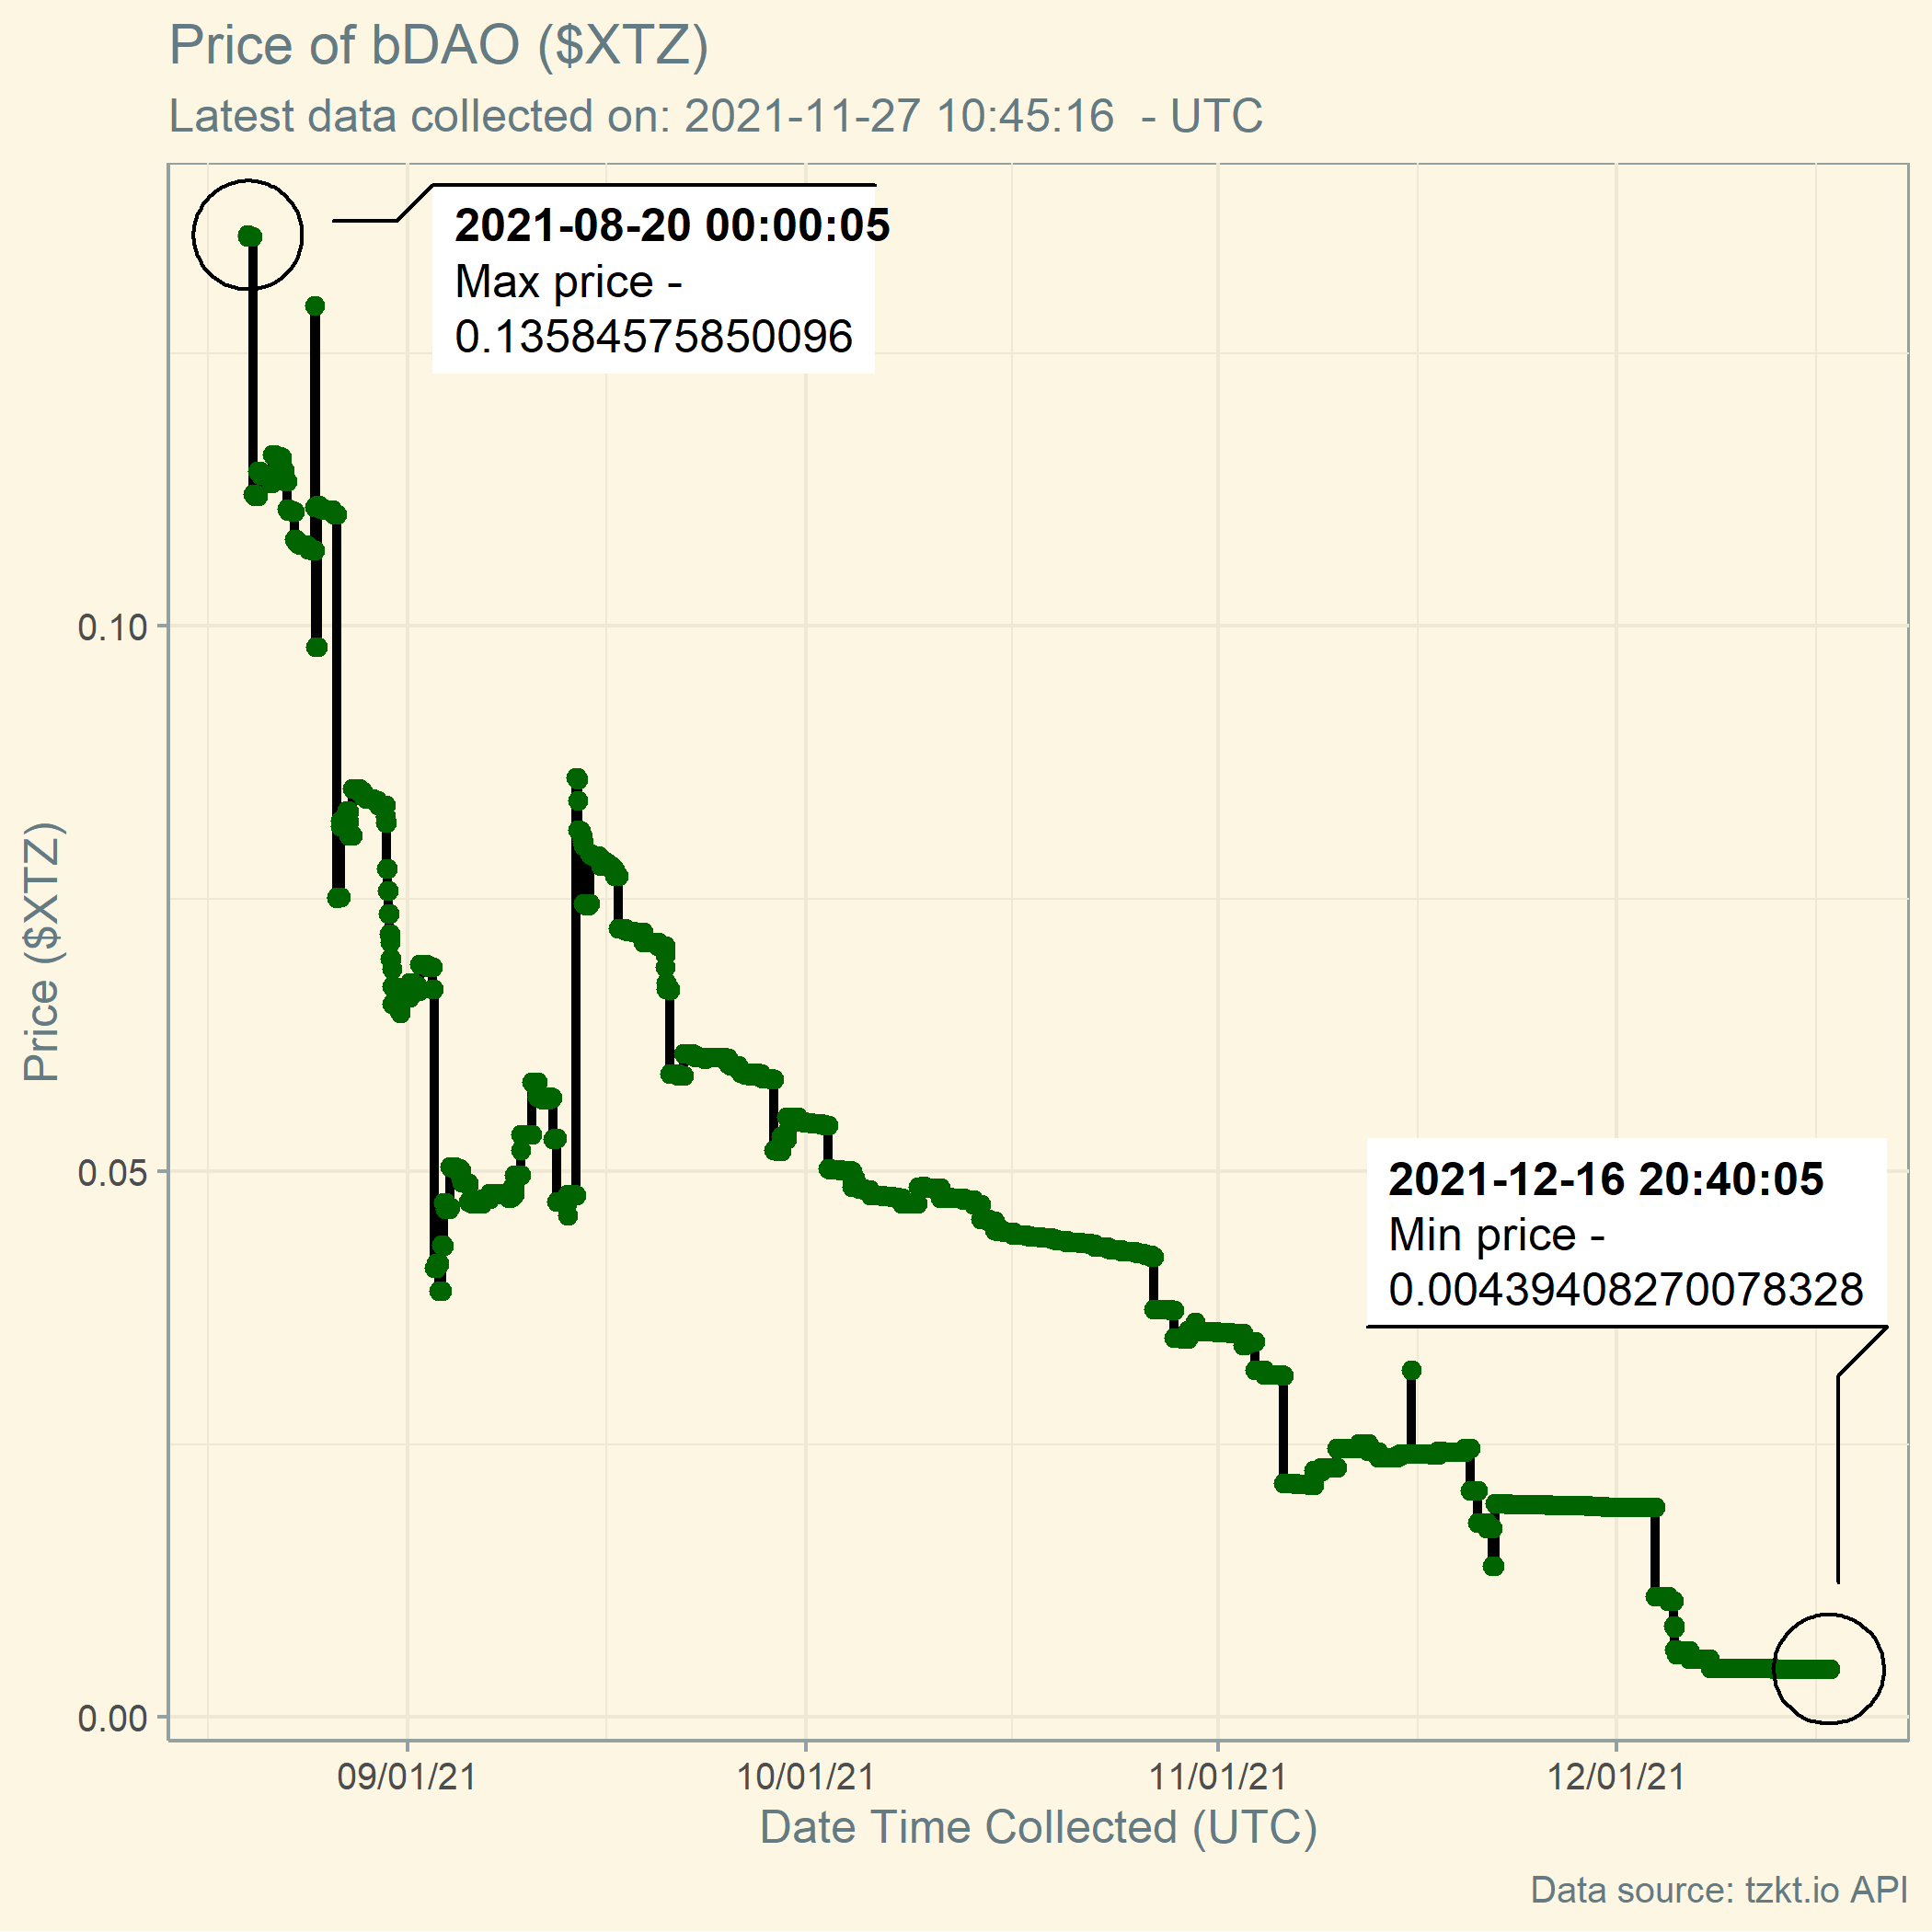 Price of bDAO ($XTZ)
Latest data collected on: 2021-11-27 10:45:16  - UTC
2021-08-20 00:00:05
Max price -
0.13584575850096
0.10
0.05
0.00
Price ($XTZ)
2021-12-16 20:40:05
Min price -
0.00439408270078328
09/01/21
10/01/21
11/01/21
12/01/21
Date Time Collected (UTC)
Data source: tzkt.io API